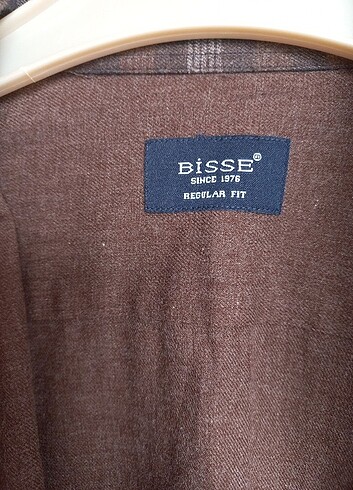 BİSSE®
SINCE 1976
REGULAR FIT